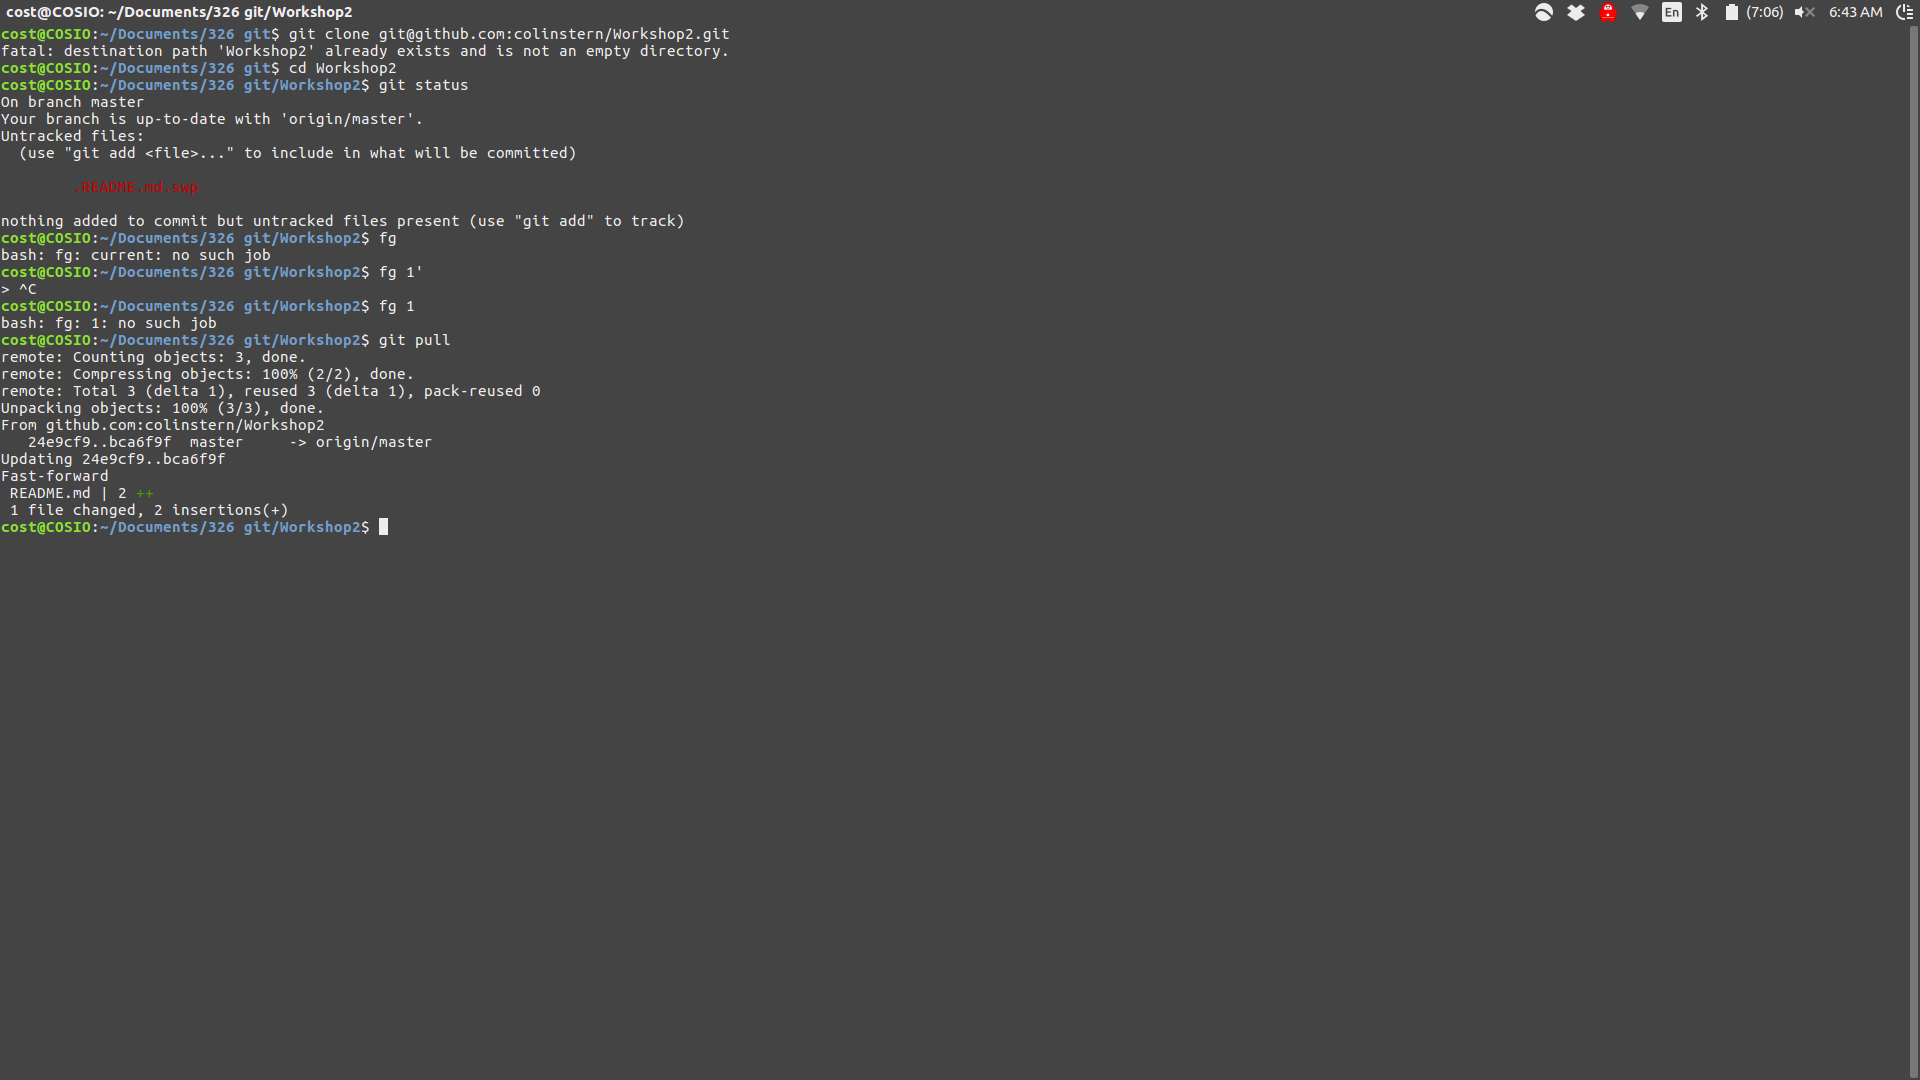 cost@COSIO: ~/Documents/326 git/Workshop2
En (7:06) 6:43 AM
cost@COSIO:~/Documents/326 git$ git clone git@github.com:colinstern/Workshop2.git
fatal: destination path 'Workshop2' already exists and is not an empty directory.
cost@COSIO:~/Documents/326 git$ cd Workshop2
cost@COSIO:~/Documents/326 git/Workshop2$ git status
On branch master
Your branch is up-to-date with 'origin/master'.
Untracked files:
  (use "git add <file>..." to include in what will be committed)
        .README.md.swp
nothing added to commit but untracked files present (use "git add" to track)
cost@COSIO:~/Documents/326 git/Workshop2$ fg
bash: fg: current: no such job
cost@COSIO:~/Documents/326 git/Workshop2$ fg 1'
> ^C
cost@COSIO:~/Documents/326 git/Workshop2$ fg 1
bash: fg: 1: no such job
cost@COSIO:~/Documents/326 git/Workshop2$ git pull
remote: Counting objects: 3, done.
remote: Compressing objects: 100% (2/2), done.
remote: Total 3 (delta 1), reused 3 (delta 1), pack-reused 0
Unpacking objects: 100% (3/3), done.
From github.com:colinstern/Workshop2
   24e9cf9..bca6f9f  master     -> origin/master
Updating 24e9cf9..bca6f9f
Fast-forward
 README.md | 2 ++
 1 file changed, 2 insertions(+)
cost@COSIO:~/Documents/326 git/Workshop2$